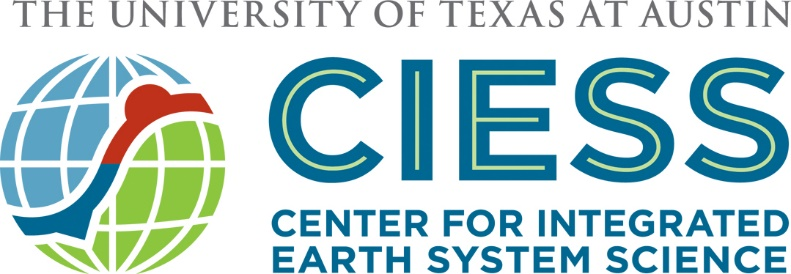 THE UNIVERSITY OF TEXAS AT AUSTIN
CIESS
CENTER FOR INTEGRATED
EARTH SYSTEM SCIENCE